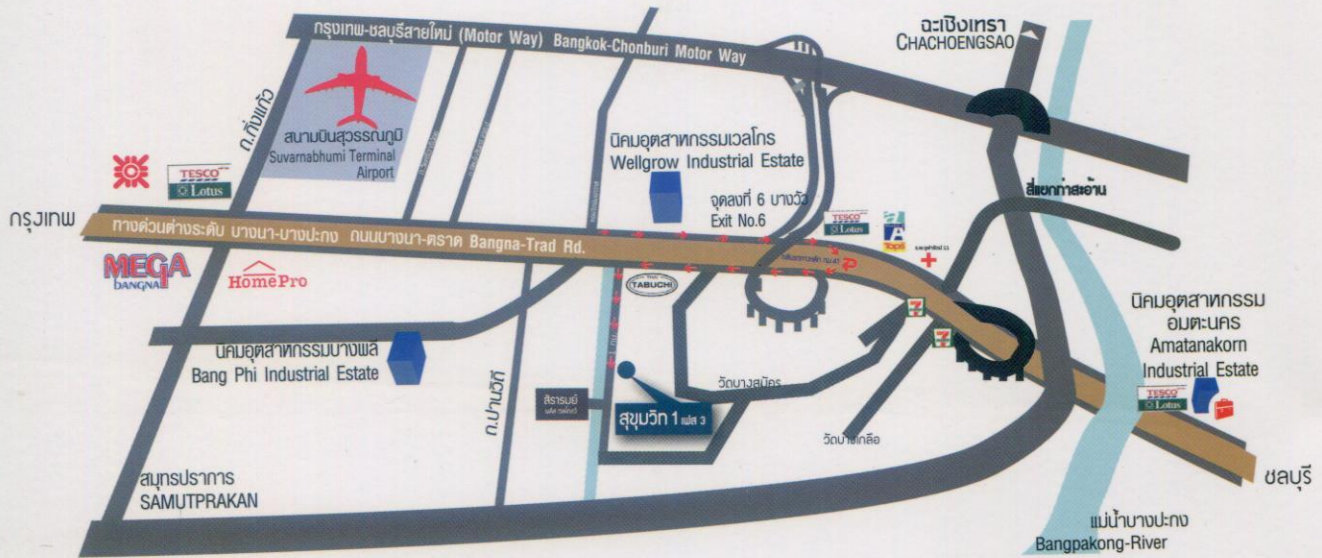 กรุงเทพ-ชลบุรีสายใหม่ (Motor Way) Bangkok-Chonburi Motor Way
ฉะเชิงเทรา
CHACHOENGSAO
ถ.กิ่งแก้ว
สนามบินสุวรรณภูมิ
Suvarnabhumi Terminal
Airport
นิคมอุตสาหกรรมเวลโกร
Wellgrow Industrial Estate
จุดลงที่ 6 บางวัว
Exit No.6
สี่แยกท่าสะอ้าน
TESCO
Lotus
TESCO
Lotus
Tops
กรุงเทพ
ทางด่วนต่างระดับ บางนา-บางปะกง ถนนบางนา-ตราด Bangna-Trad Rd.
MEGA
BANGNA
HomePro
TABUCHI
7
7
นิคมอุตสาหกรรม
อมตะนคร
Amatanakorn
Industrial Estate
TESCO
Lotus
นิคมอุตสาหกรรมบางพลี
Bang Phi Industrial Estate
ถ.ปานวิถี
1 กม.
สิรารมย์
วัดบางสมัคร
สุขุมวิท 1 เฟส 3
วัดบางเกลือ
สมุทรปราการ
SAMUTPRAKAN
ชลบุรี
แม่น้ำบางปะกง
Bangpakong-River